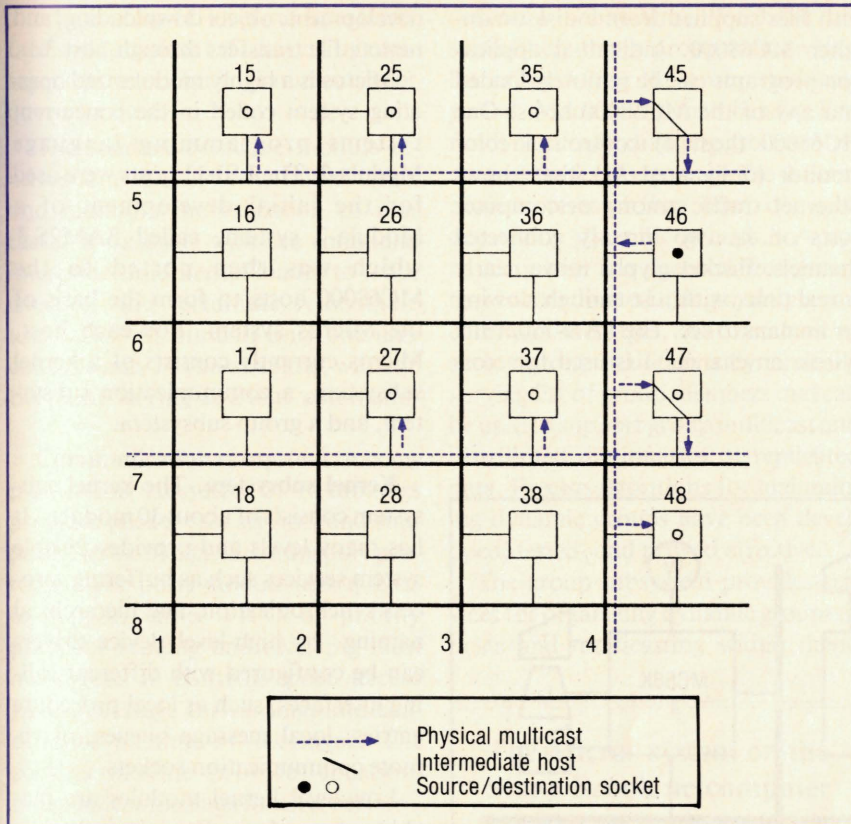 15 25 35 45
5
16 26 36 46
6
17 27 37 47
7
18 28 38 48
8 1 2 3 4
Physical multicast
Intermediate host
Source/destination socket